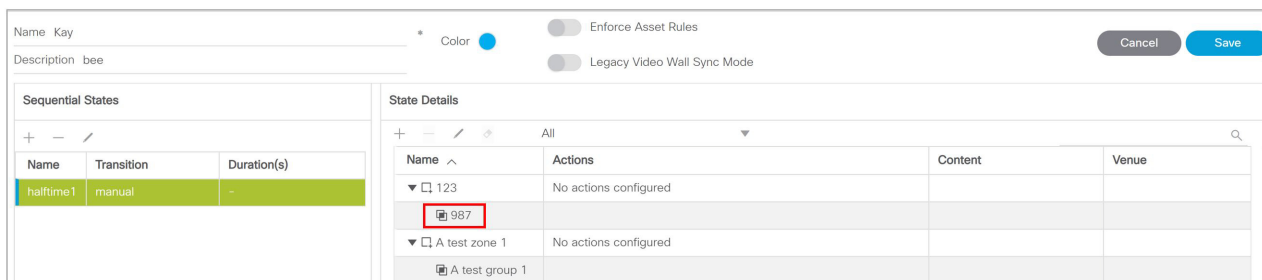 Name Kay *
Description bee
Color
Enforce Asset Rules
Legacy Video Wall Sync Mode
Cancel
Save
Sequential States
Name Transition Duration(s)
halftime1 manual -
State Details
All
Name Actions Content Venue
123 No actions configured
987
A test zone 1 No actions configured
A test group 1